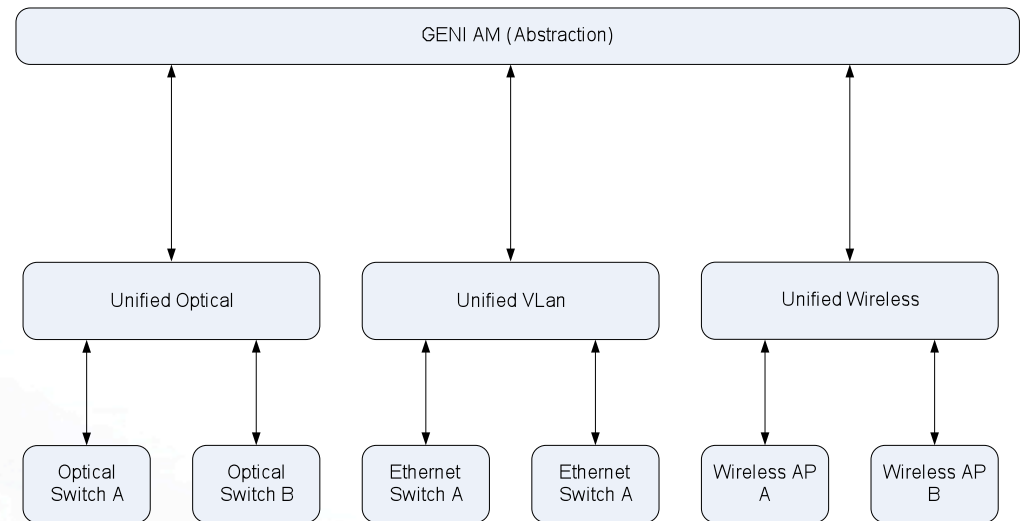 GENI AM (Abstraction)
Unified Optical
Unified VLan
Unified Wireless
Optical
Switch A
Optical
Switch B
Ethernet
Switch A
Ethernet
Switch A
Wireless AP
A
Wireless AP
B